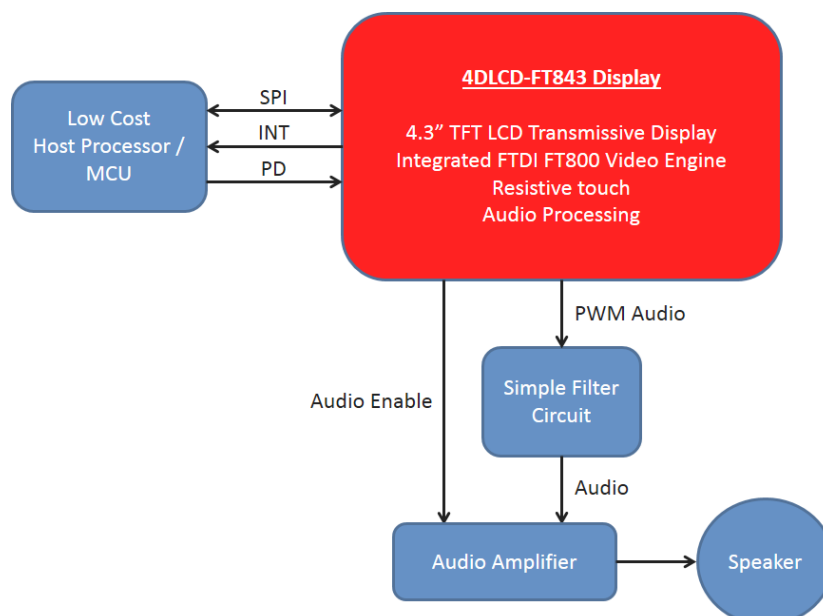 4DLCD-FT843 Display
4.3” TFT LCD Transmissive Display
Integrated FTDI FT800 Video Engine
Resistive touch
Audio Processing
Low Cost
Host Processor /
MCU
SPI
INT
PD
PWM Audio
Simple Filter
Circuit
Audio Enable
Audio
Audio Amplifier
Speaker